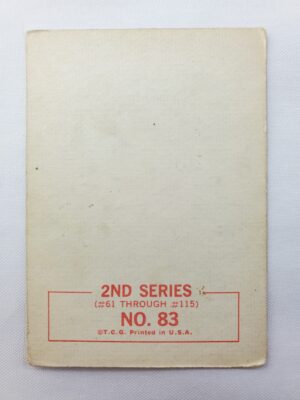 2ND SERIES
(#61 THROUGH #115)
NO. 83
©T.C.G. Printed in U.S.A.